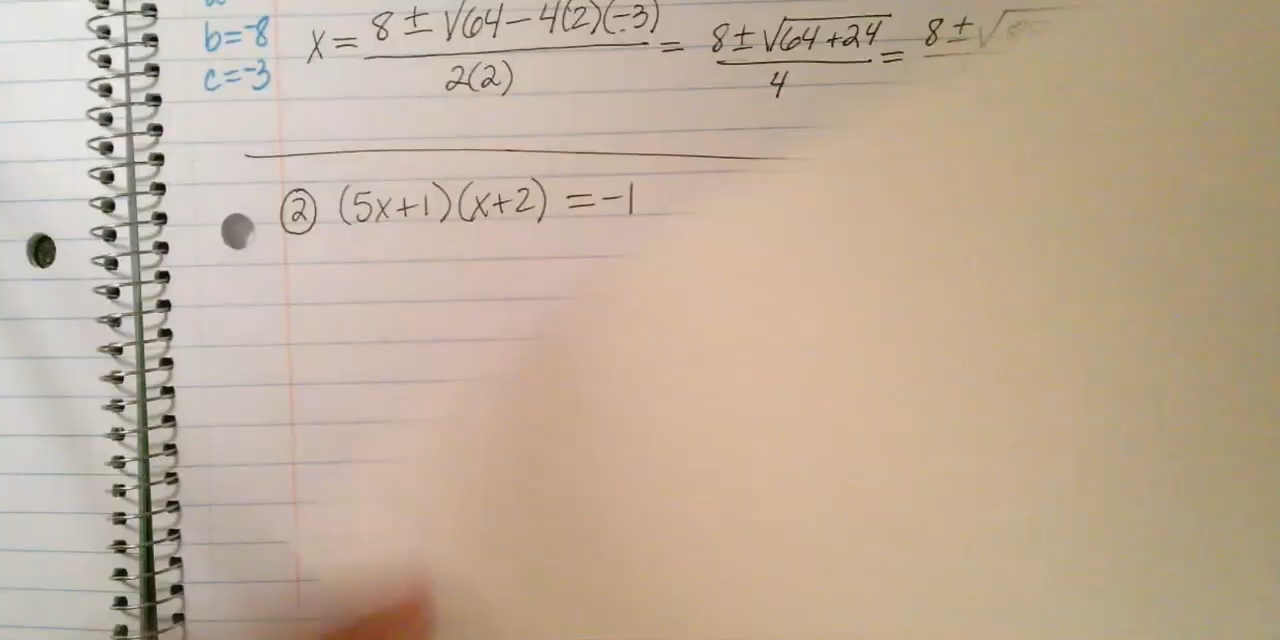 b=-8
c=-3
x = 8 ± √64 - 4(2)(-3) / 2(2) = 8 ± √64 + 24 / 4 = 8 ±
② (5x+1)(x+2) = -1